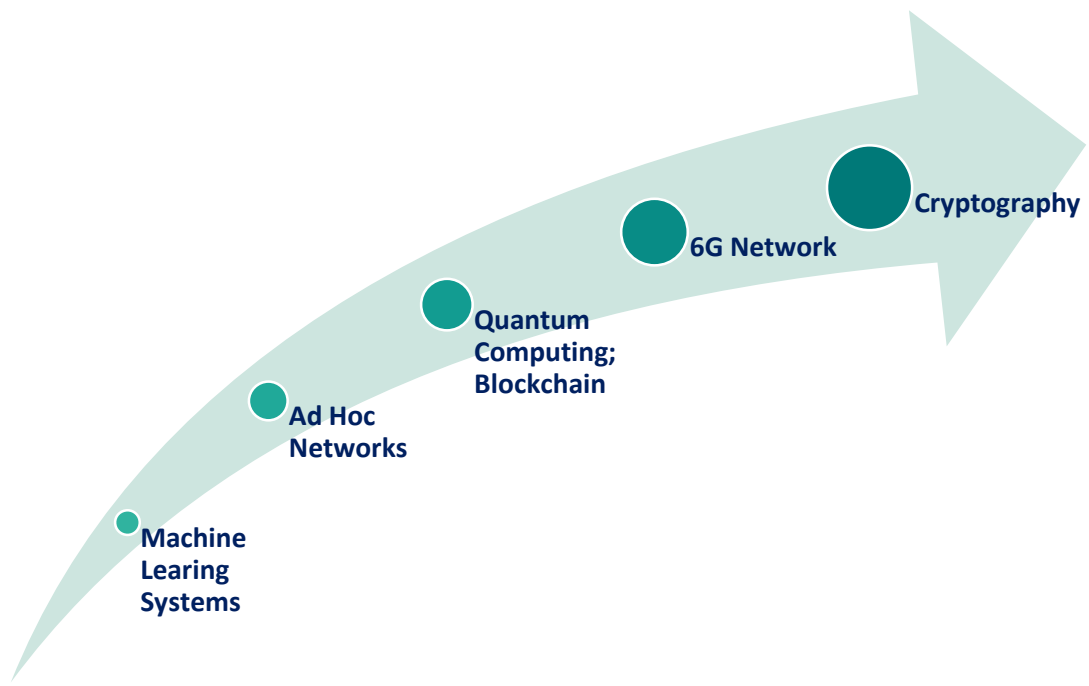 Cryptography
6G Network
Quantum
Computing;
Blockchain
Ad Hoc
Networks
Machine
Learing
Systems